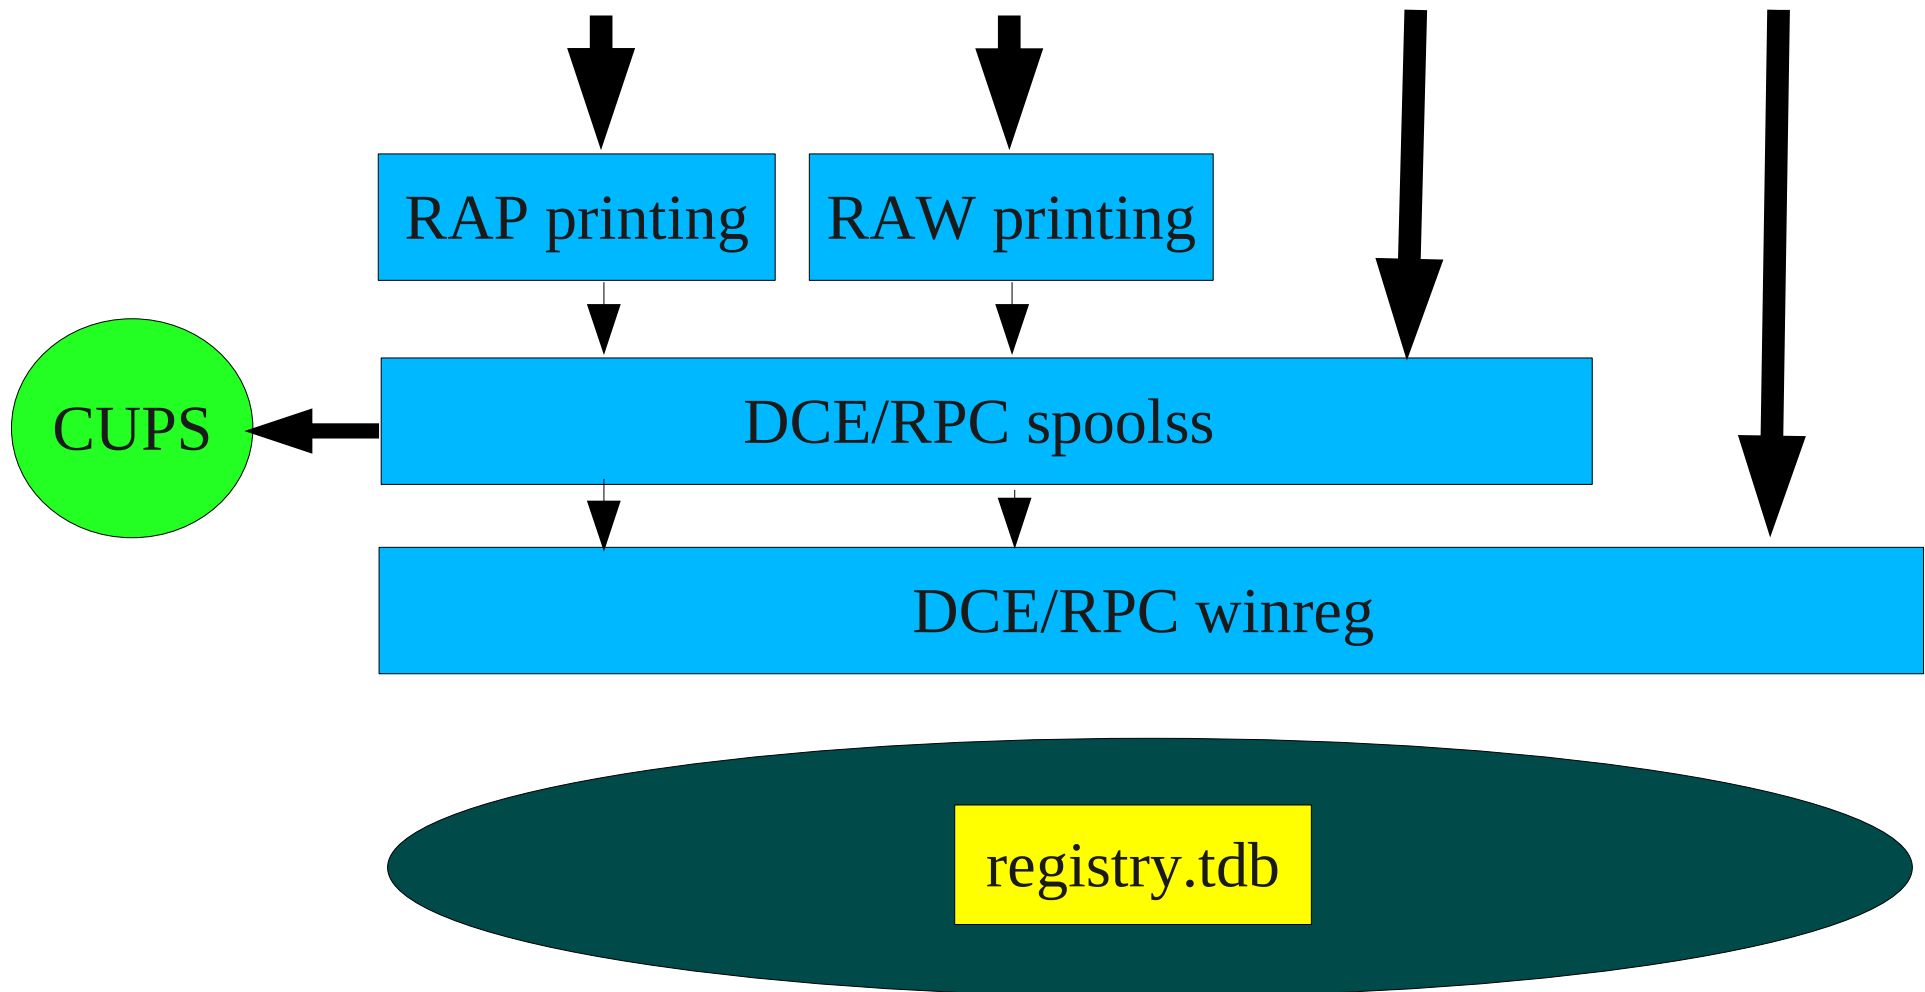 RAP printing
RAW printing
CUPS
DCE/RPC spoolss
DCE/RPC winreg
registry.tdb